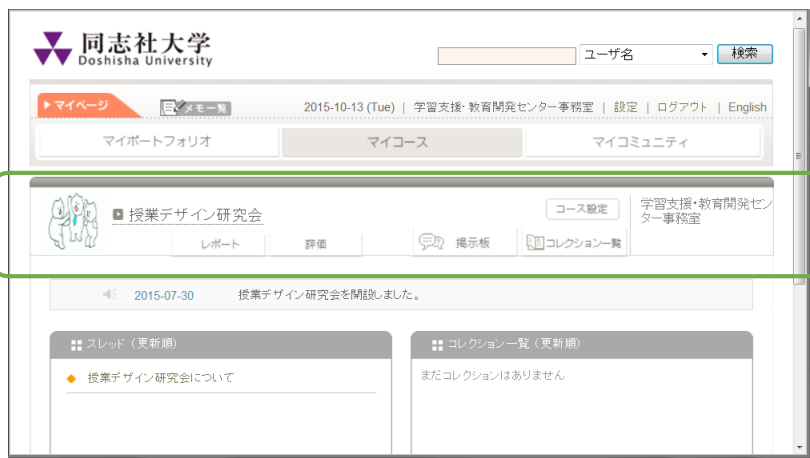 同志社大学
Doshisha University
ユーザ名 検索
マイページ メモ一覧 2015-10-13 (Tue) | 学習支援・教育開発センター事務室 | 設定 | ログアウト | English
マイポートフォリオ マイコース マイコミュニティ
授業デザイン研究会 コース設定 学習支援・教育開発センター事務室
レポート 評価 掲示板 コレクション一覧
2015-07-30 授業デザイン研究会を開設しました。
スレッド（更新順） コレクション一覧（更新順）
授業デザイン研究会について まだコレクションはありません